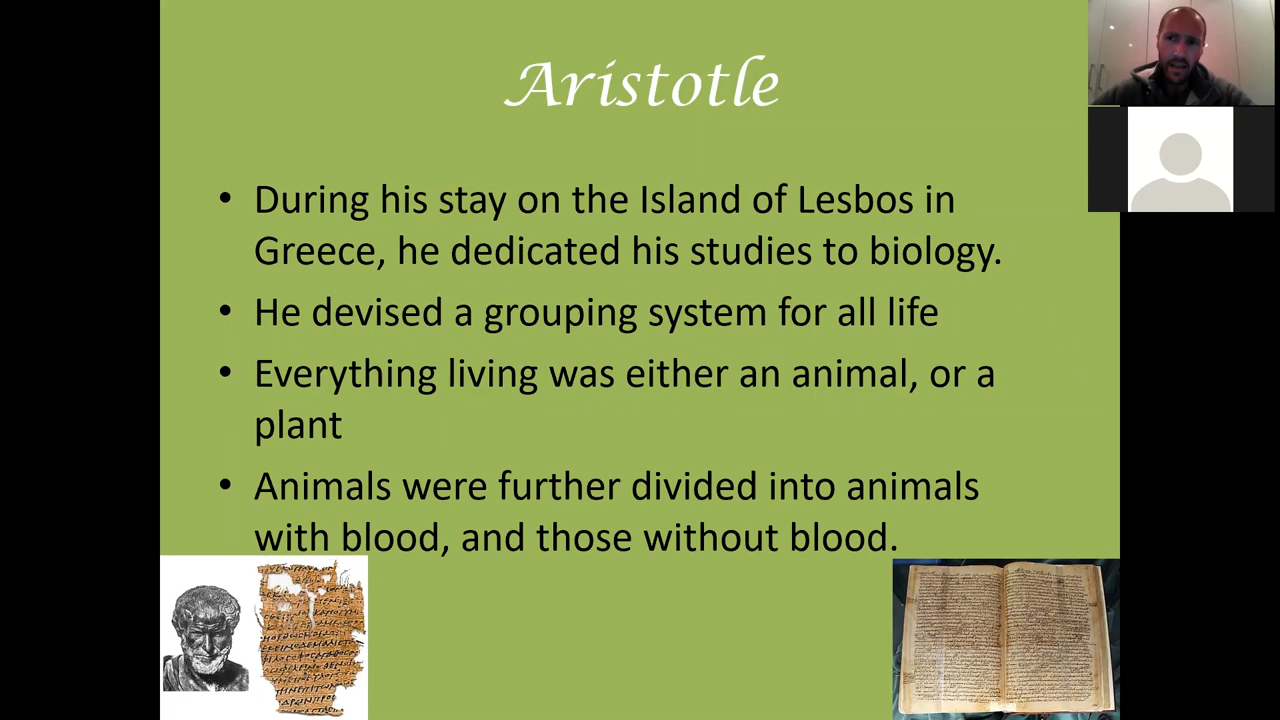 Aristotle
• During his stay on the Island of Lesbos in
Greece, he dedicated his studies to biology.
• He devised a grouping system for all life
• Everything living was either an animal, or a
plant
• Animals were further divided into animals
with blood, and those without blood.